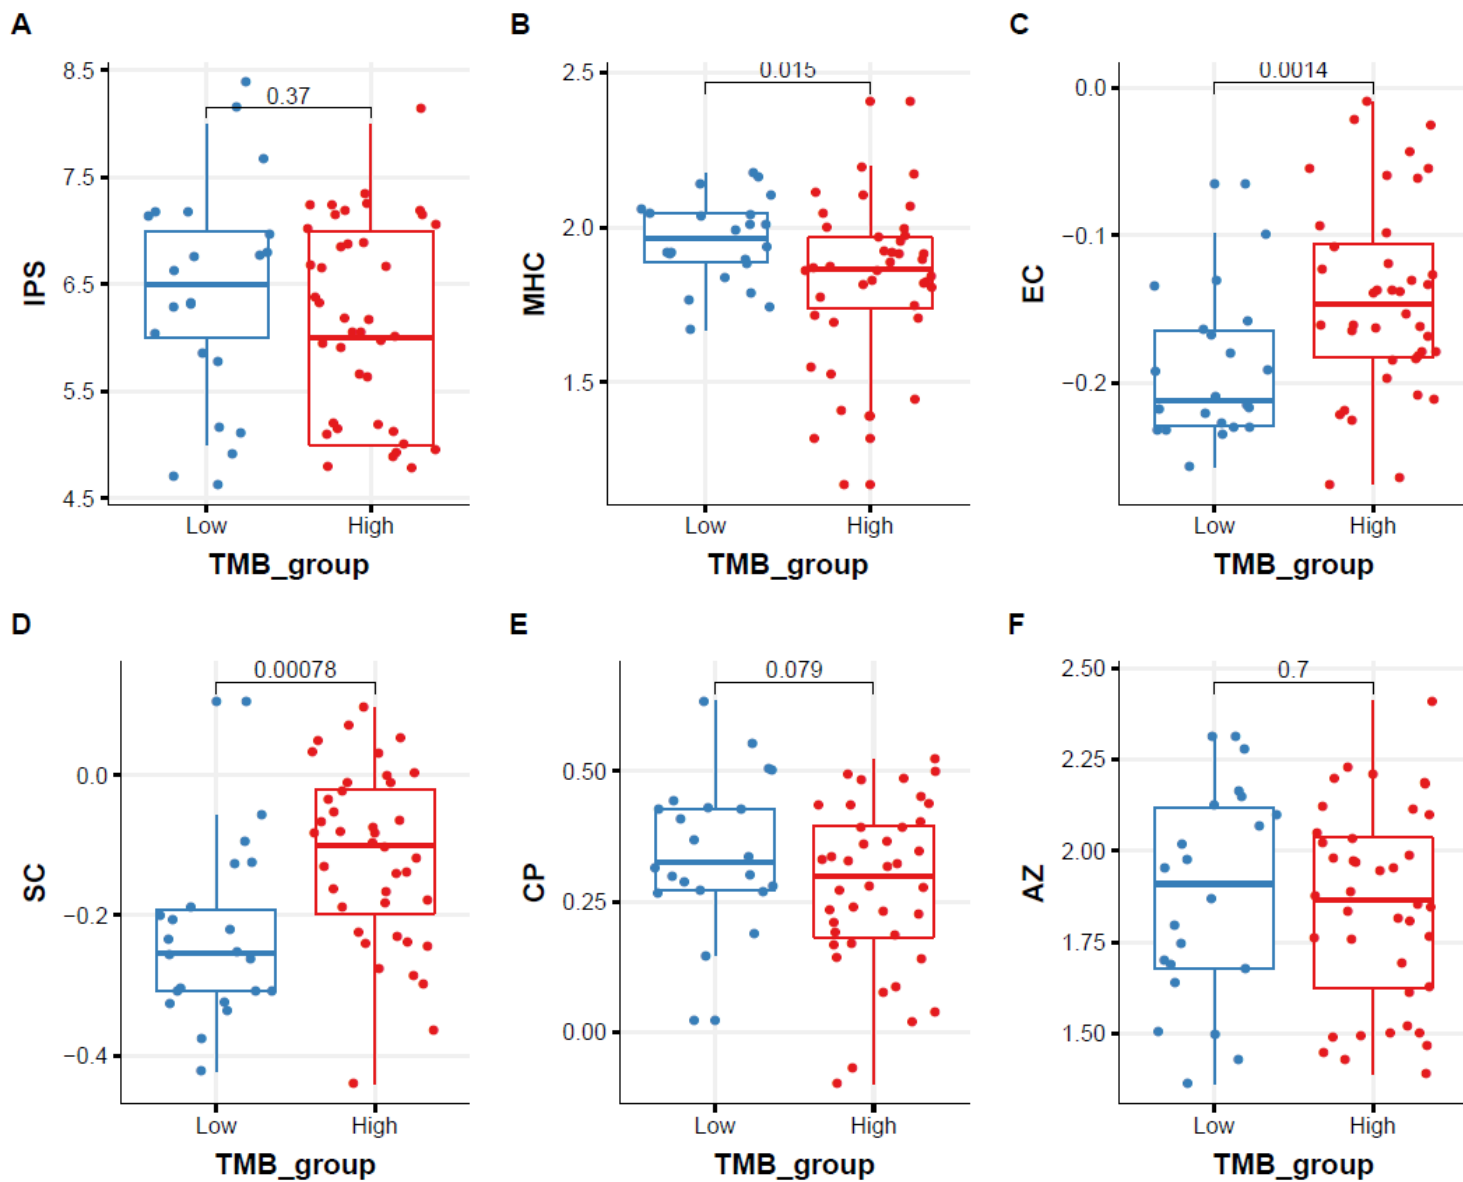 A
B
C
8.5
7.5
6.5
5.5
4.5
IPS
0.37
Low
High
TMB_group
2.5
2.0
1.5
MHC
0.015
Low
High
TMB_group
0.0
−0.1
−0.2
EC
0.0014
Low
High
TMB_group
D
E
F
0.0
−0.2
−0.4
SC
0.00078
Low
High
TMB_group
0.50
0.25
0.00
CP
0.079
Low
High
TMB_group
2.50
2.25
2.00
1.75
1.50
AZ
0.7
Low
High
TMB_group